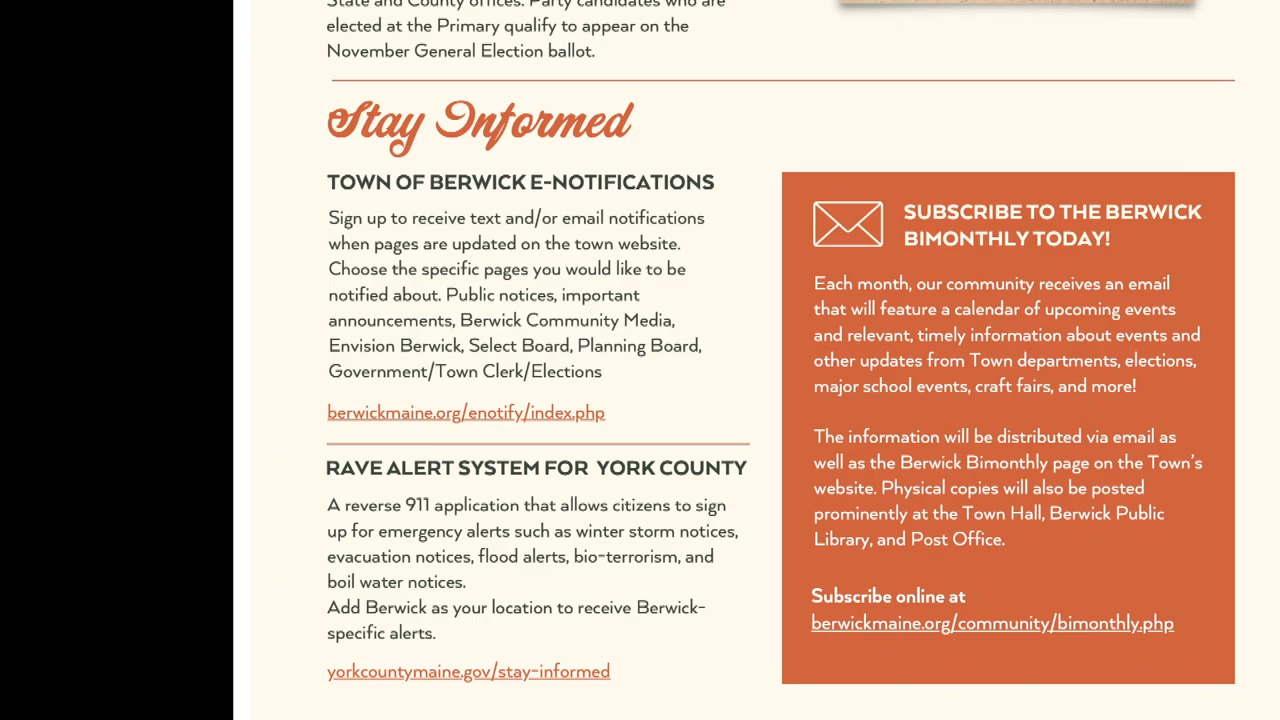 State and County offices. Party candidates who are
elected at the Primary qualify to appear on the
November General Election ballot.
Stay Informed
TOWN OF BERWICK E-NOTIFICATIONS
Sign up to receive text and/or email notifications
when pages are updated on the town website.
Choose the specific pages you would like to be
notified about. Public notices, important
announcements, Berwick Community Media,
Envision Berwick, Select Board, Planning Board,
Government/Town Clerk/Elections
berwickmaine.org/enotify/index.php
RAVE ALERT SYSTEM FOR YORK COUNTY
A reverse 911 application that allows citizens to sign
up for emergency alerts such as winter storm notices,
evacuation notices, flood alerts, bio-terrorism, and
boil water notices.
Add Berwick as your location to receive Berwick-
specific alerts.
yorkcountymaine.gov/stay-informed
SUBSCRIBE TO THE BERWICK
BIMONTHLY TODAY!
Each month, our community receives an email
that will feature a calendar of upcoming events
and relevant, timely information about events and
other updates from Town departments, elections,
major school events, craft fairs, and more!
The information will be distributed via email as
well as the Berwick Bimonthly page on the Town's
website. Physical copies will also be posted
prominently at the Town Hall, Berwick Public
Library, and Post Office.
Subscribe online at
berwickmaine.org/community/bimonthly.php